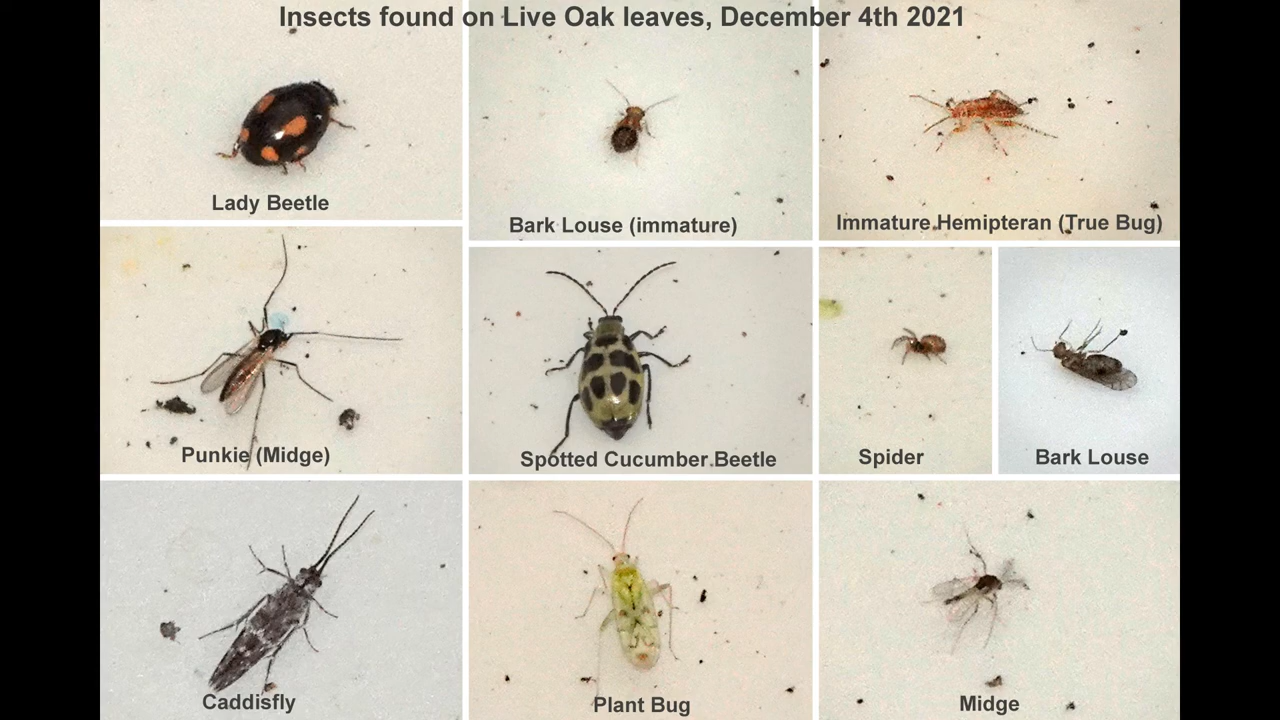 Insects found on Live Oak leaves, December 4th 2021
Lady Beetle
Bark Louse (immature)
Immature Hemipteran (True Bug)
Punkie (Midge)
Spotted Cucumber Beetle
Spider
Bark Louse
Caddisfly
Plant Bug
Midge